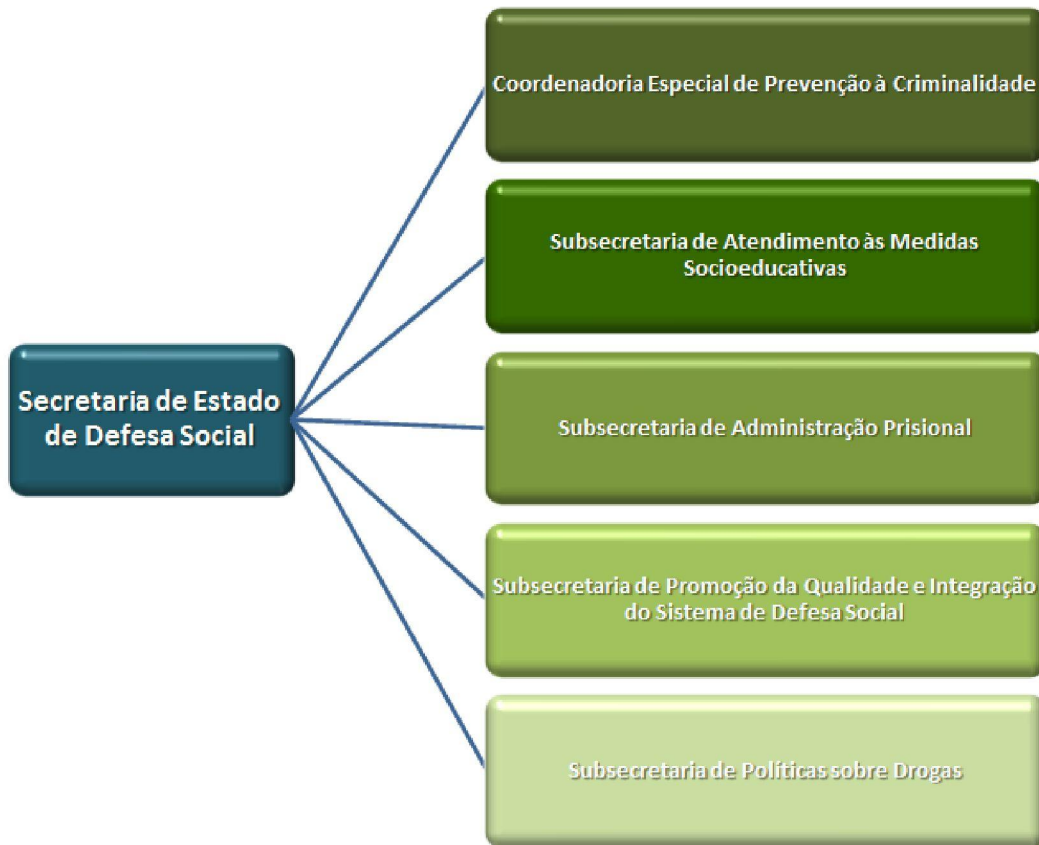 Coordenadoria Especial de Prevenção à Criminalidade
Subsecretaria de Atendimento às Medidas
Socioeducativas
Secretaria de Estado
de Defesa Social
Subsecretaria de Administração Prisional
Subsecretaria de Promoção da Qualidade e Integração
do Sistema de Defesa Social
Subsecretaria de Políticas sobre Drogas